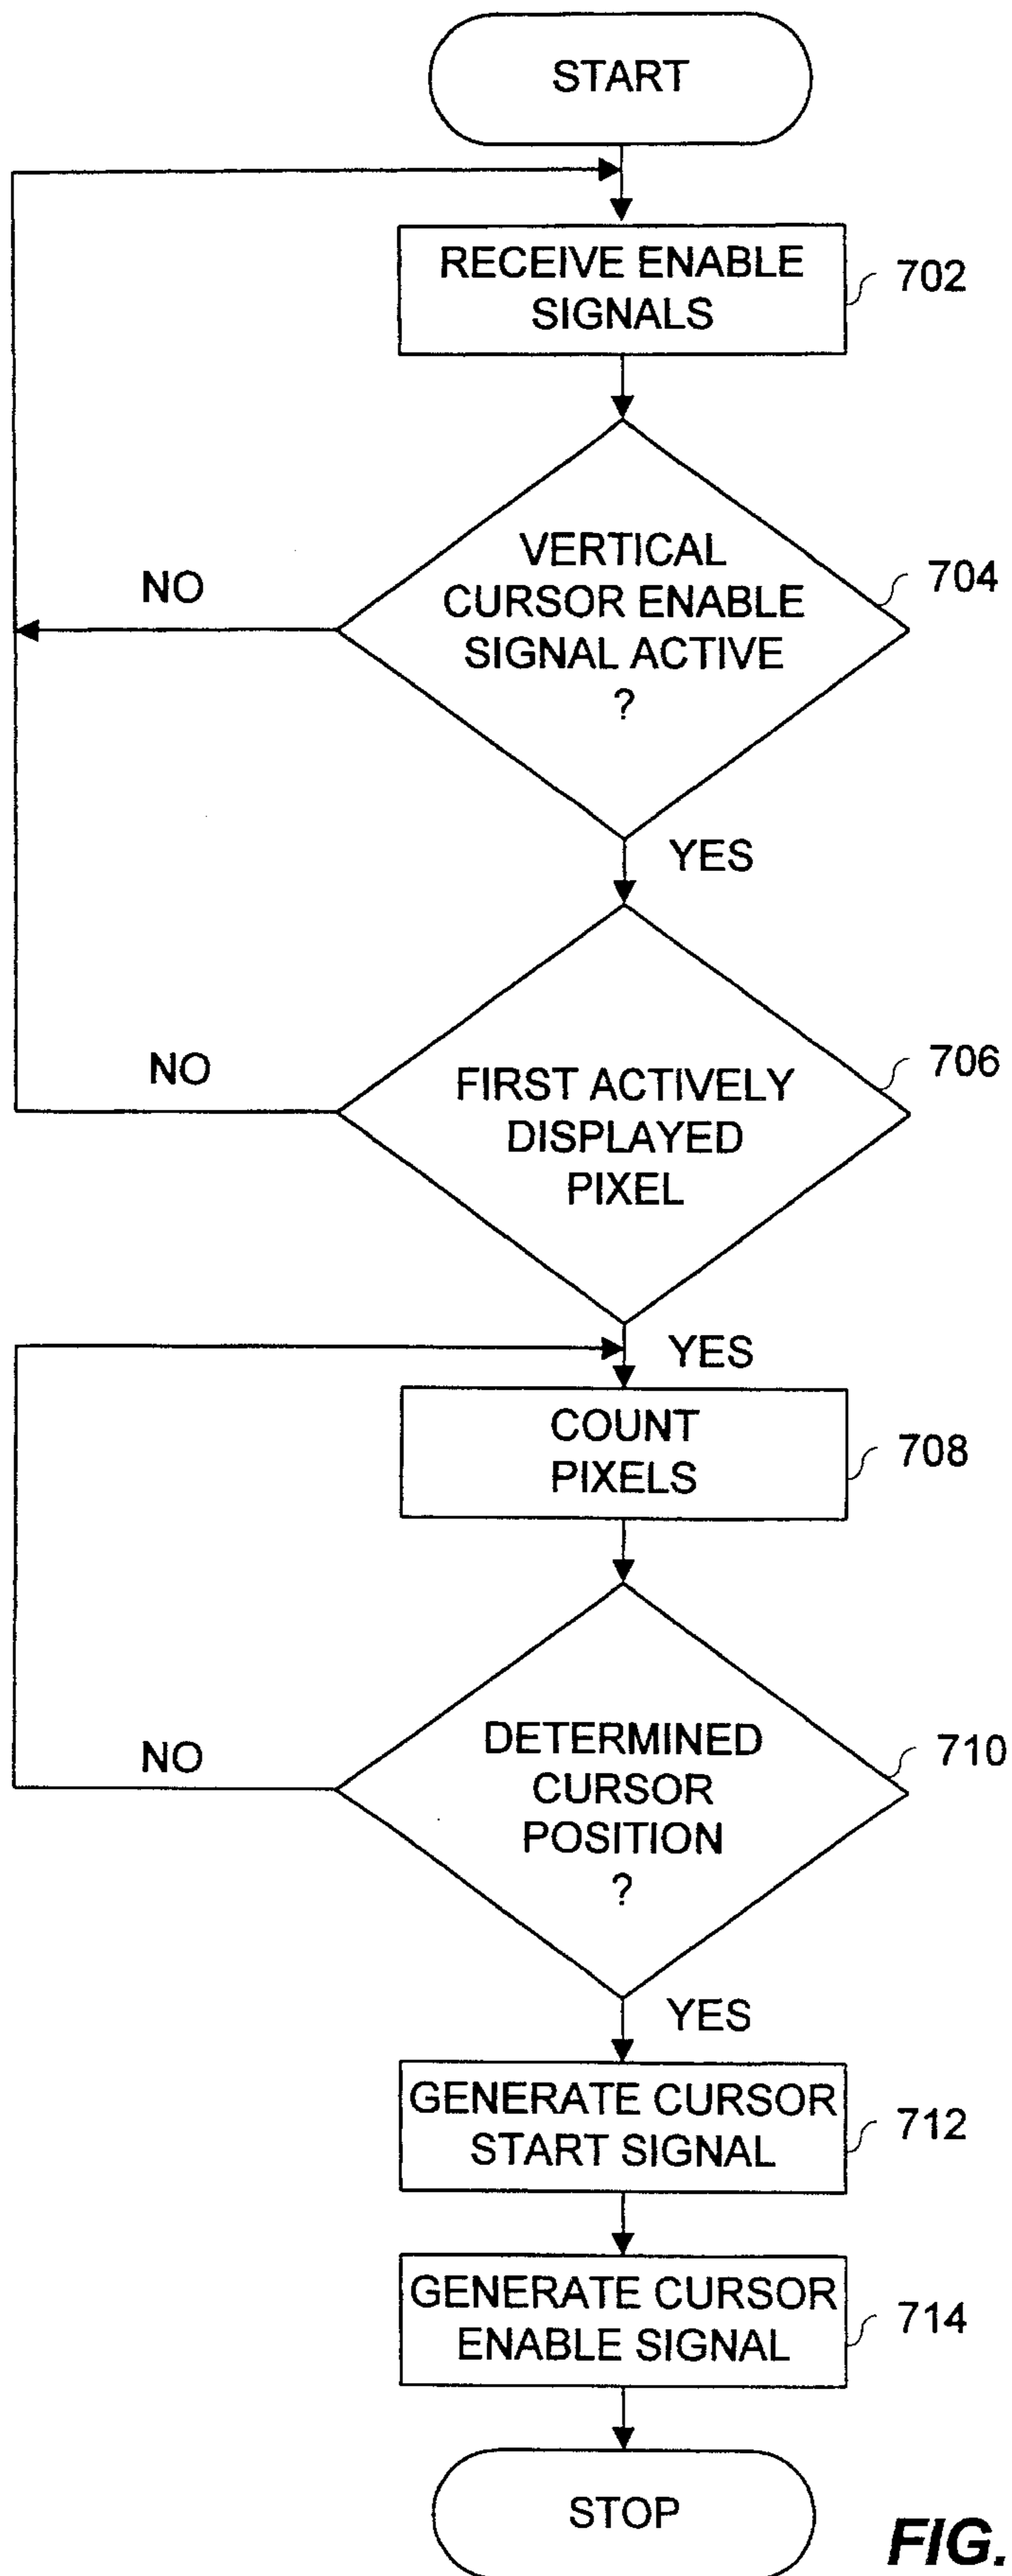 START
RECEIVE ENABLE
SIGNALS
702
VERTICAL
CURSOR ENABLE
SIGNAL ACTIVE
?
704
NO
YES
FIRST ACTIVELY
DISPLAYED
PIXEL
706
NO
YES
COUNT
PIXELS
708
DETERMINED
CURSOR
POSITION
?
710
NO
YES
GENERATE CURSOR
START SIGNAL
712
GENERATE CURSOR
ENABLE SIGNAL
714
STOP
FIG.